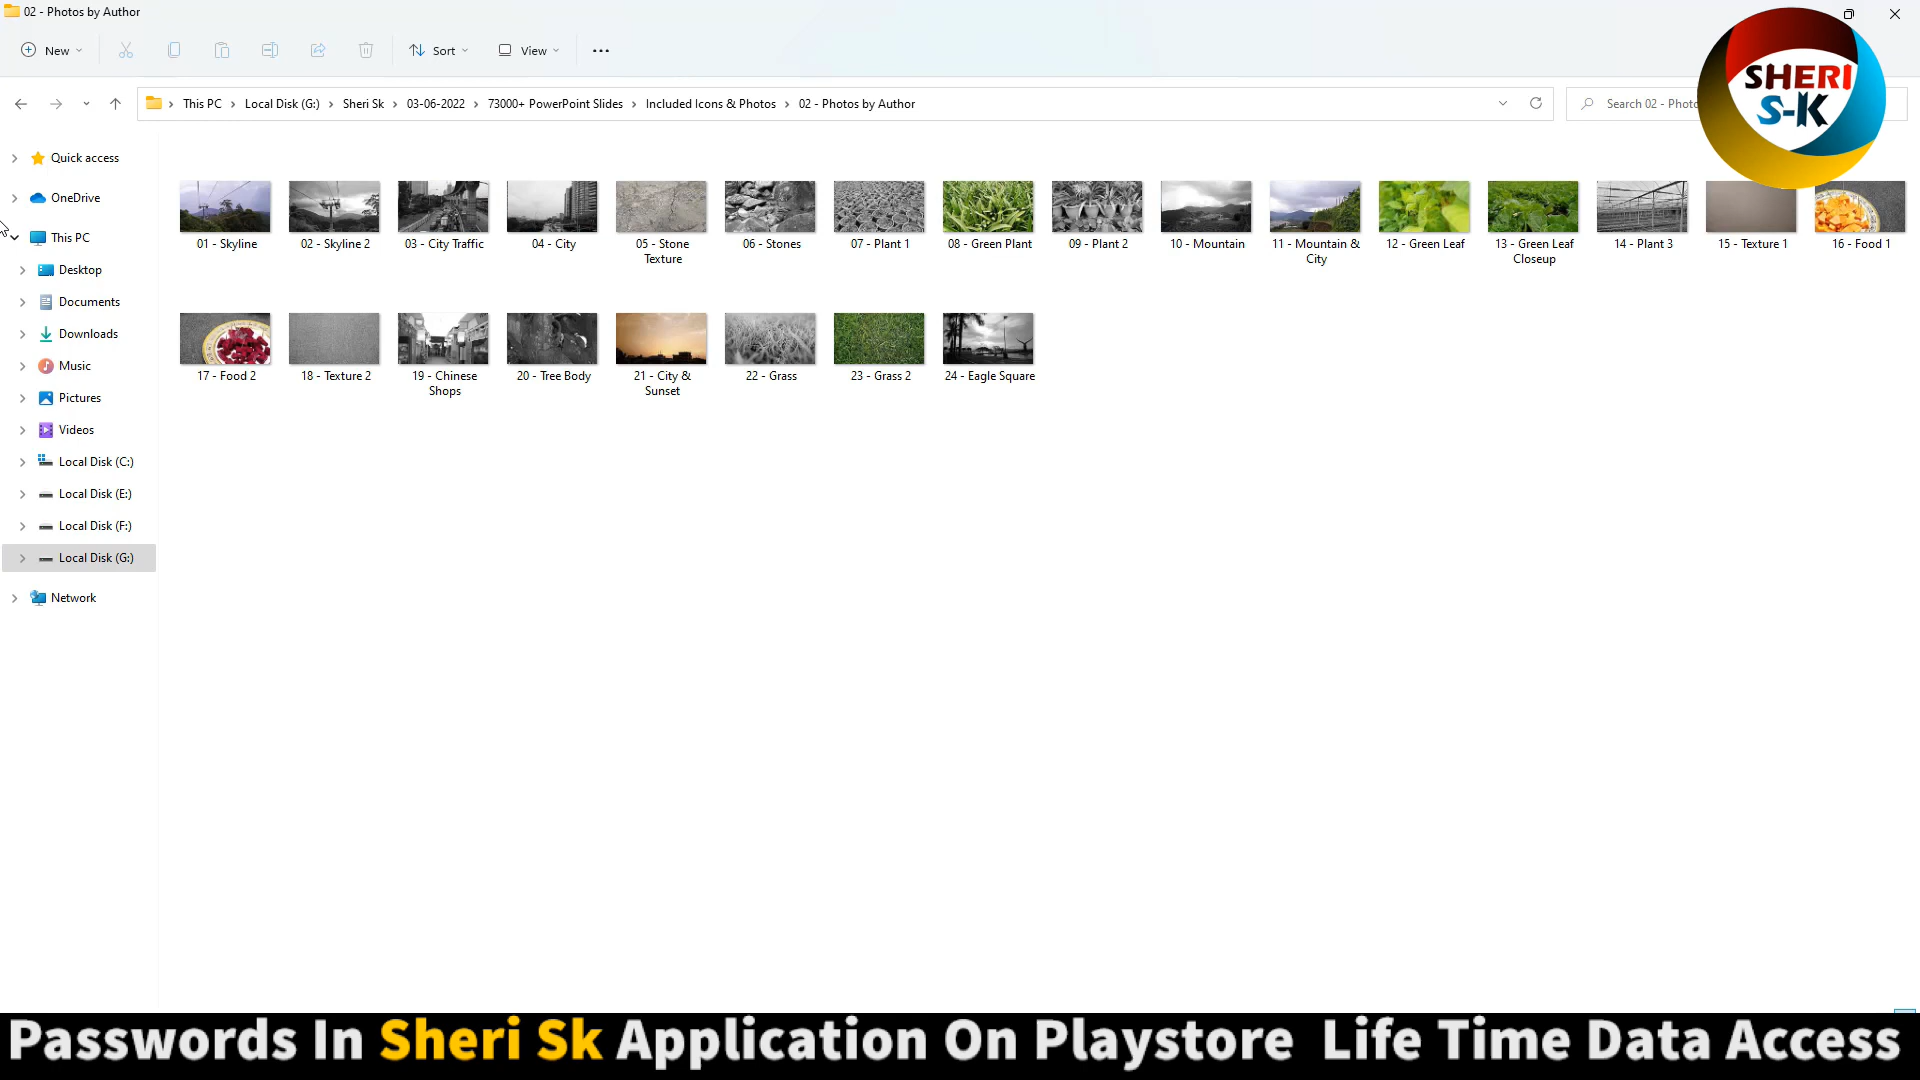 02 - Photos by Author
New
Sort
View
This PC
Local Disk (G:)
Sheri Sk
03-06-2022
73000+ PowerPoint Slides
Included Icons & Photos
02 - Photos by Author
Search 02 - Photo
SHERI
S-K
Quick access
OneDrive
This PC
Desktop
Documents
Downloads
Music
Pictures
Videos
Local Disk (C:)
Local Disk (E:)
Local Disk (F:)
Local Disk (G:)
Network
01 - Skyline
02 - Skyline 2
03 - City Traffic
04 - City
05 - Stone
Texture
06 - Stones
07 - Plant 1
08 - Green Plant
09 - Plant 2
10 - Mountain
11 - Mountain &
City
12 - Green Leaf
13 - Green Leaf
Closeup
14 - Plant 3
15 - Texture 1
16 - Food 1
17 - Food 2
18 - Texture 2
19 - Chinese
Shops
20 - Tree Body
21 - City &
Sunset
22 - Grass
23 - Grass 2
24 - Eagle Square
Passwords In Sheri Sk Application On Playstore Life Time Data Access